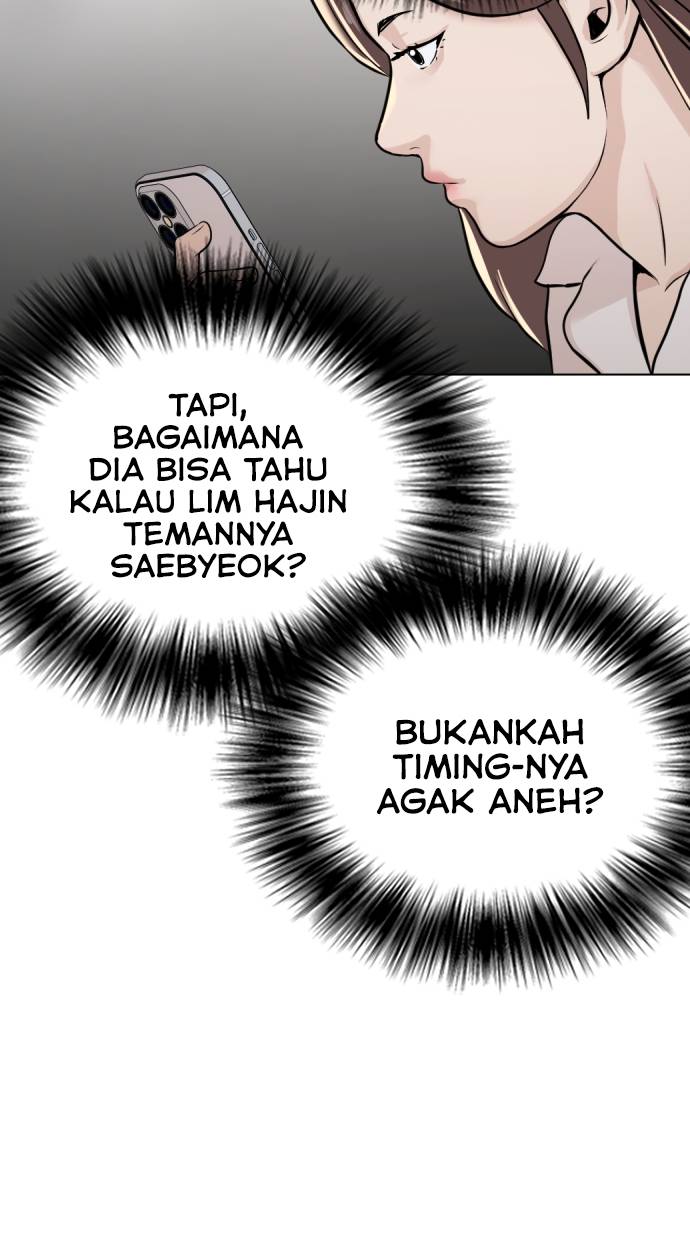 TAPI,
BAGAIMANA
DIA BISA TAHU
KALAU LIM HAJIN
TEMANNYA
SAEBYEOK?
BUKANKAH
TIMING-NYA
AGAK ANEH?